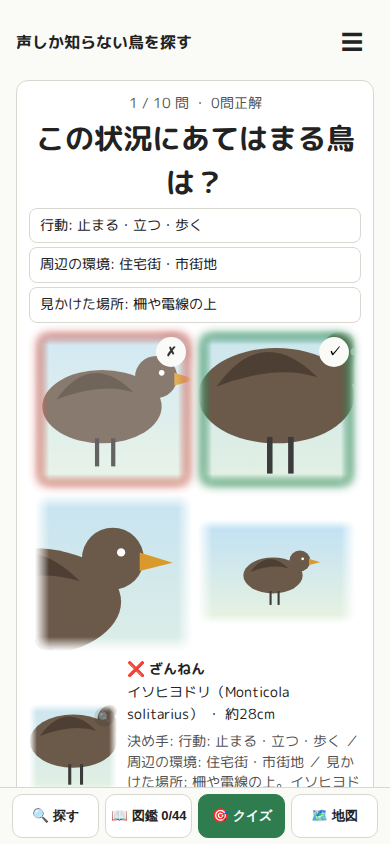 声しか知らない鳥を探す
☰
1 / 10 問 ・ 0問正解
この状況にあてはまる鳥
は？
行動: 止まる・立つ・歩く
周辺の環境: 住宅街・市街地
見かけた場所: 柵や電線の上
✗ ✓
❌ ざんねん
イソヒヨドリ（Monticola
solitarius） ・ 約28cm
決め手: 行動: 止まる・立つ・歩く ／
周辺の環境: 住宅街・市街地 ／ 見か
けた場所: 柵や電線の上。イソヒヨド
🔍 探す 📖 図鑑 0/44 🎯 クイズ 🗺️ 地図